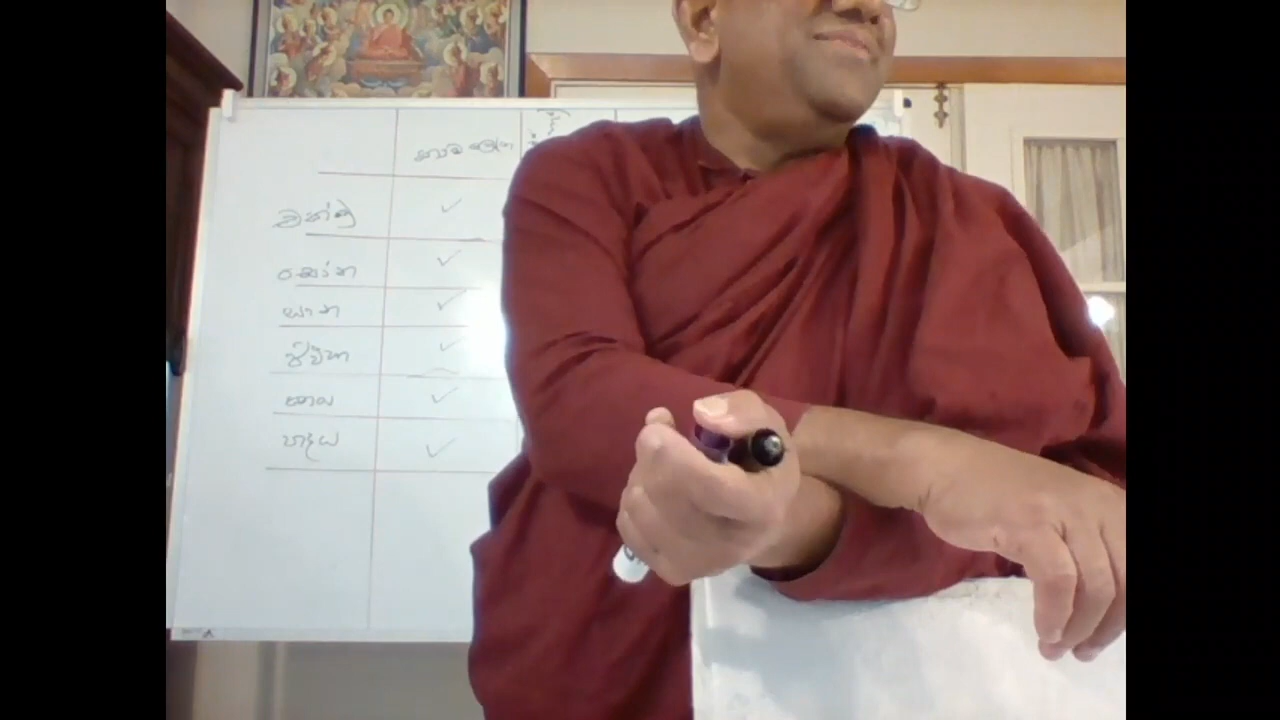 කාම ලෝක
චක්ඛු
සෝත
ඝාන
ජිව්හා
කාය
හදය